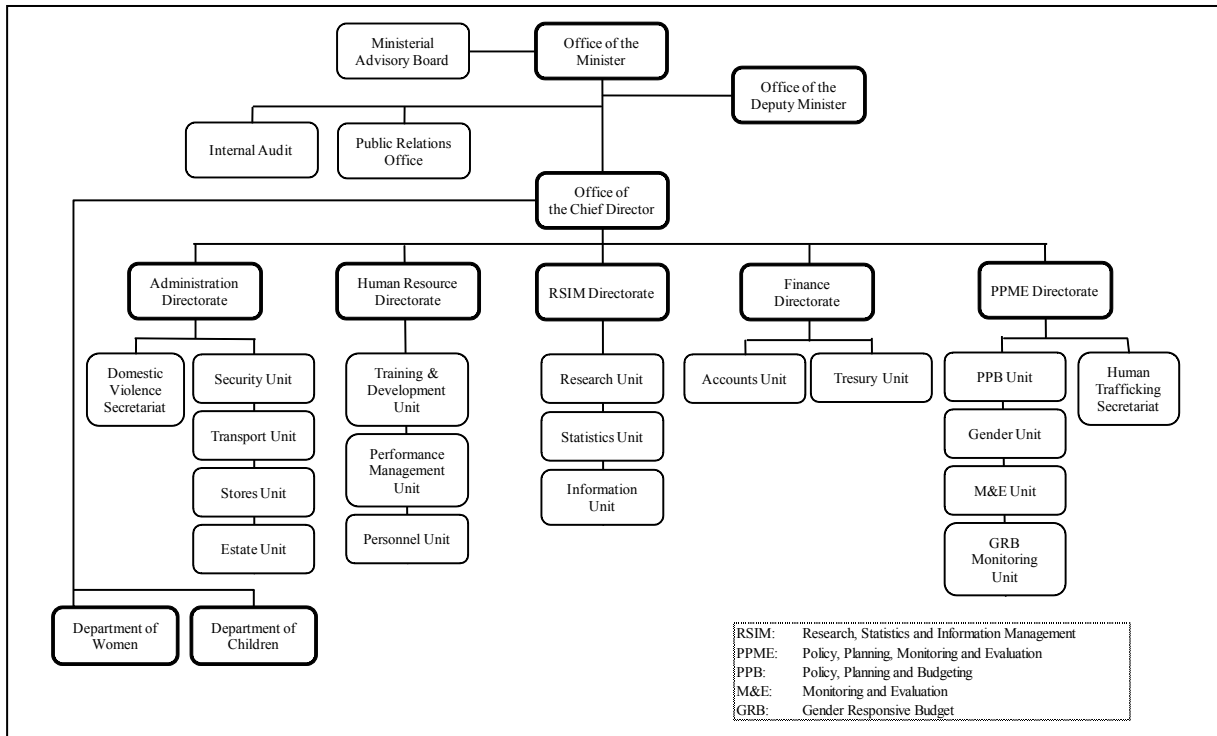 Ministerial
Advisory Board
Office of the
Minister
Office of the
Deputy Minister
Internal Audit
Public Relations
Office
Office of
the Chief Director
Administration
Directorate
Human Resource
Directorate
RSIM Directorate
Finance
Directorate
PPME Directorate
Domestic
Violence
Secretariat
Security Unit
Transport Unit
Stores Unit
Estate Unit
Training &
Development
Unit
Performance
Management
Unit
Personnel Unit
Research Unit
Statistics Unit
Information
Unit
Accounts Unit
Tresury Unit
PPB Unit
Gender Unit
M&E Unit
GRB
Monitoring
Unit
Human
Trafficking
Secretariat
Department of
Women
Department of
Children
RSIM: Research, Statistics and Information Management
PPME: Policy, Planning, Monitoring and Evaluation
PPB: Policy, Planning and Budgeting
M&E: Monitoring and Evaluation
GRB: Gender Responsive Budget